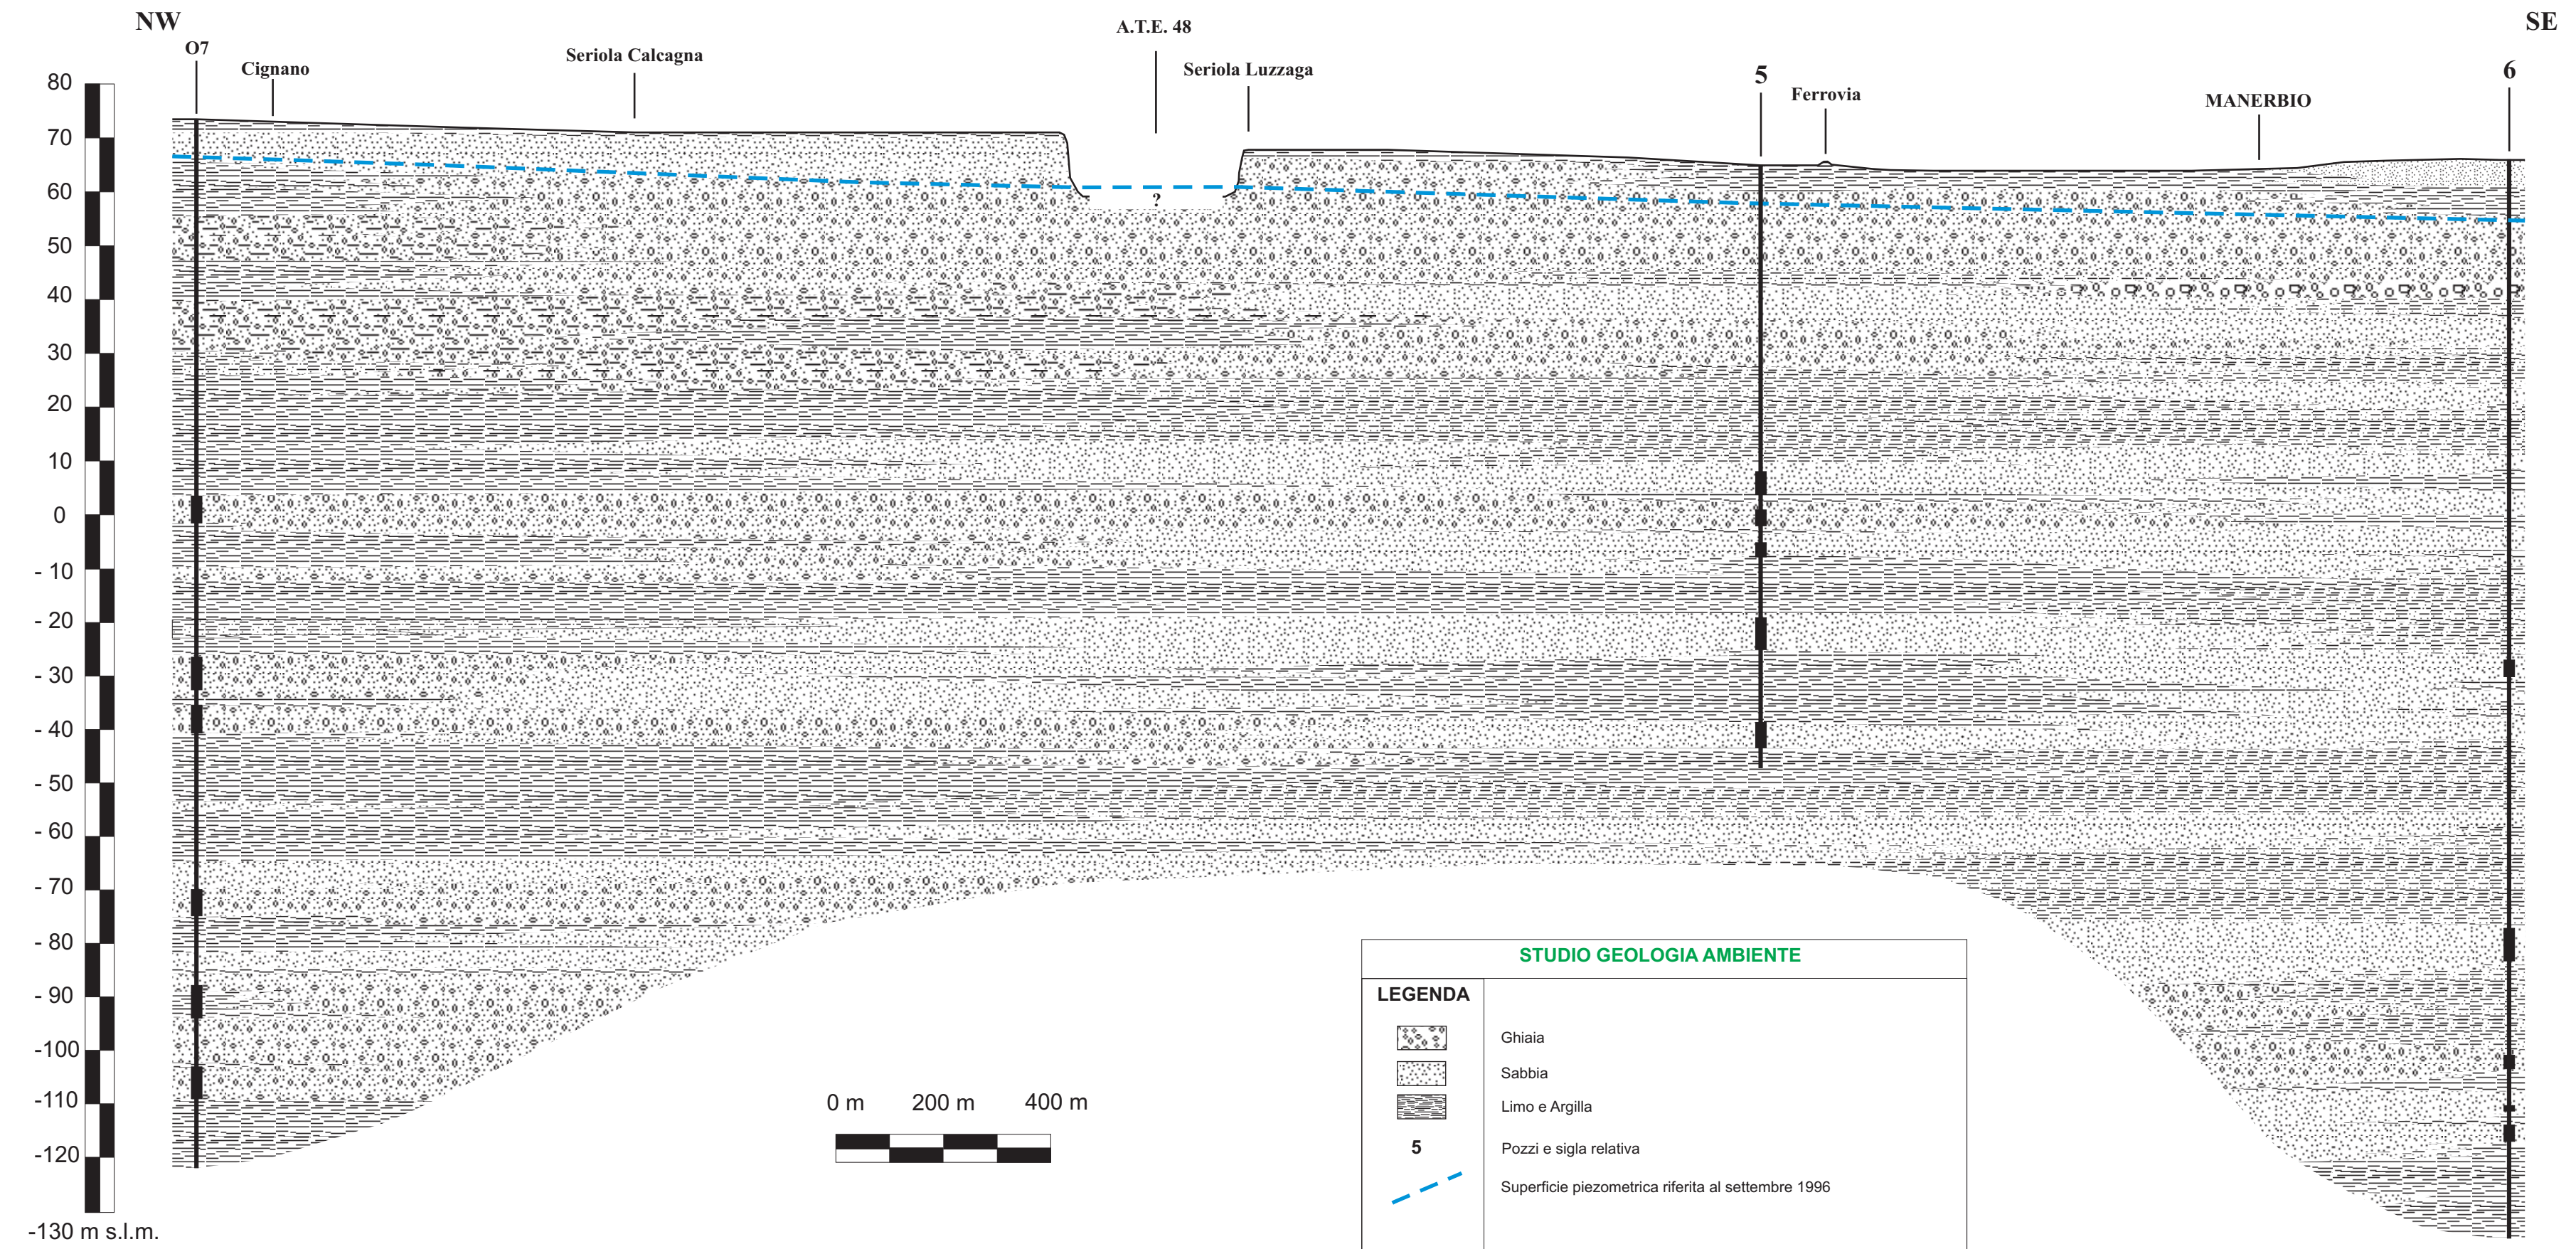 NW
SE
A.T.E. 48
O7
Cignano
Seriola Calcagna
Seriola Luzzaga
5
Ferrovia
MANERBIO
6
80
70
60
50
40
30
20
10
0
- 10
- 20
- 30
- 40
- 50
- 60
- 70
- 80
- 90
-100
-110
-120
-130 m s.l.m.
?
0 m 200 m 400 m
STUDIO GEOLOGIA AMBIENTE
LEGENDA
Ghiaia
Sabbia
Limo e Argilla
5 Pozzi e sigla relativa
Superficie piezometrica riferita al settembre 1996